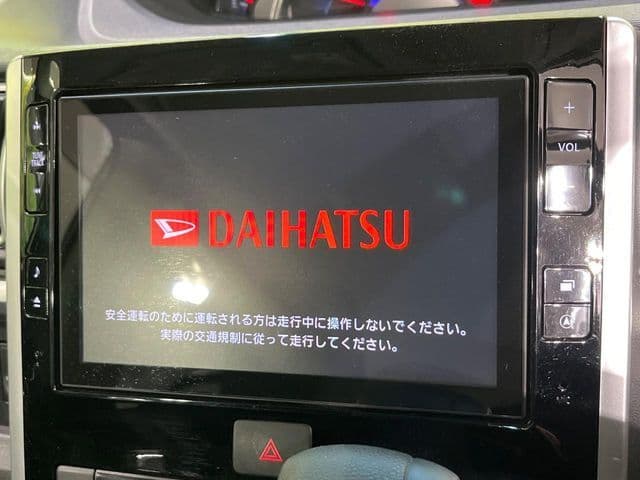 TUNE
TRACK
VOL
DAIHATSU
安全運転のために運転される方は走行中に操作しないでください。
実際の交通規制に従って走行してください。